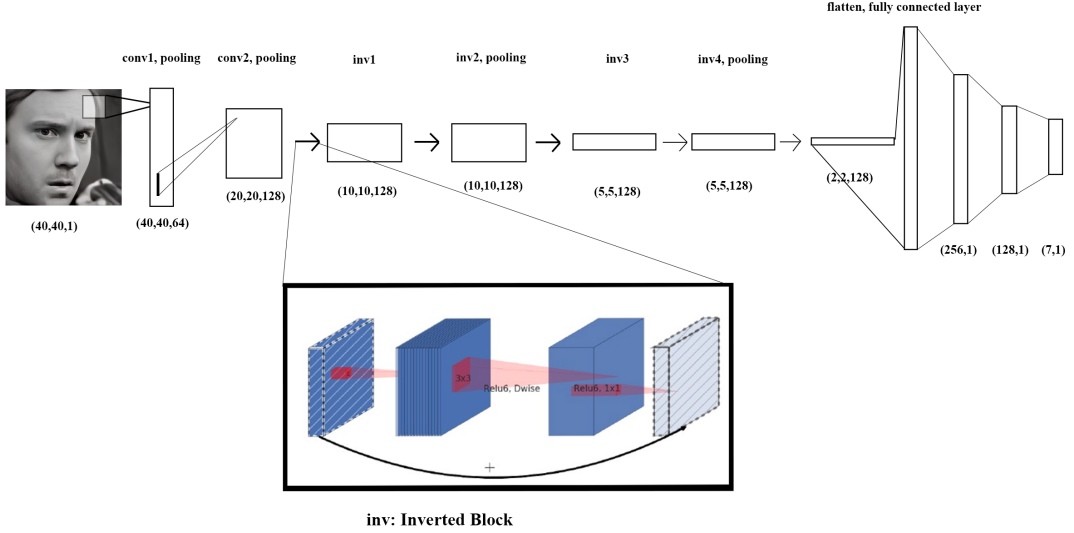 flatten, fully connected layer
conv1, pooling
conv2, pooling
inv1
inv2, pooling
inv3
inv4, pooling
(40,40,1)
(40,40,64)
(20,20,128)
(10,10,128)
(10,10,128)
(5,5,128)
(5,5,128)
(2,2,128)
(256,1)
(128,1)
(7,1)
3x3
Relu6, Dwise
Relu6, 1x1
+
inv: Inverted Block